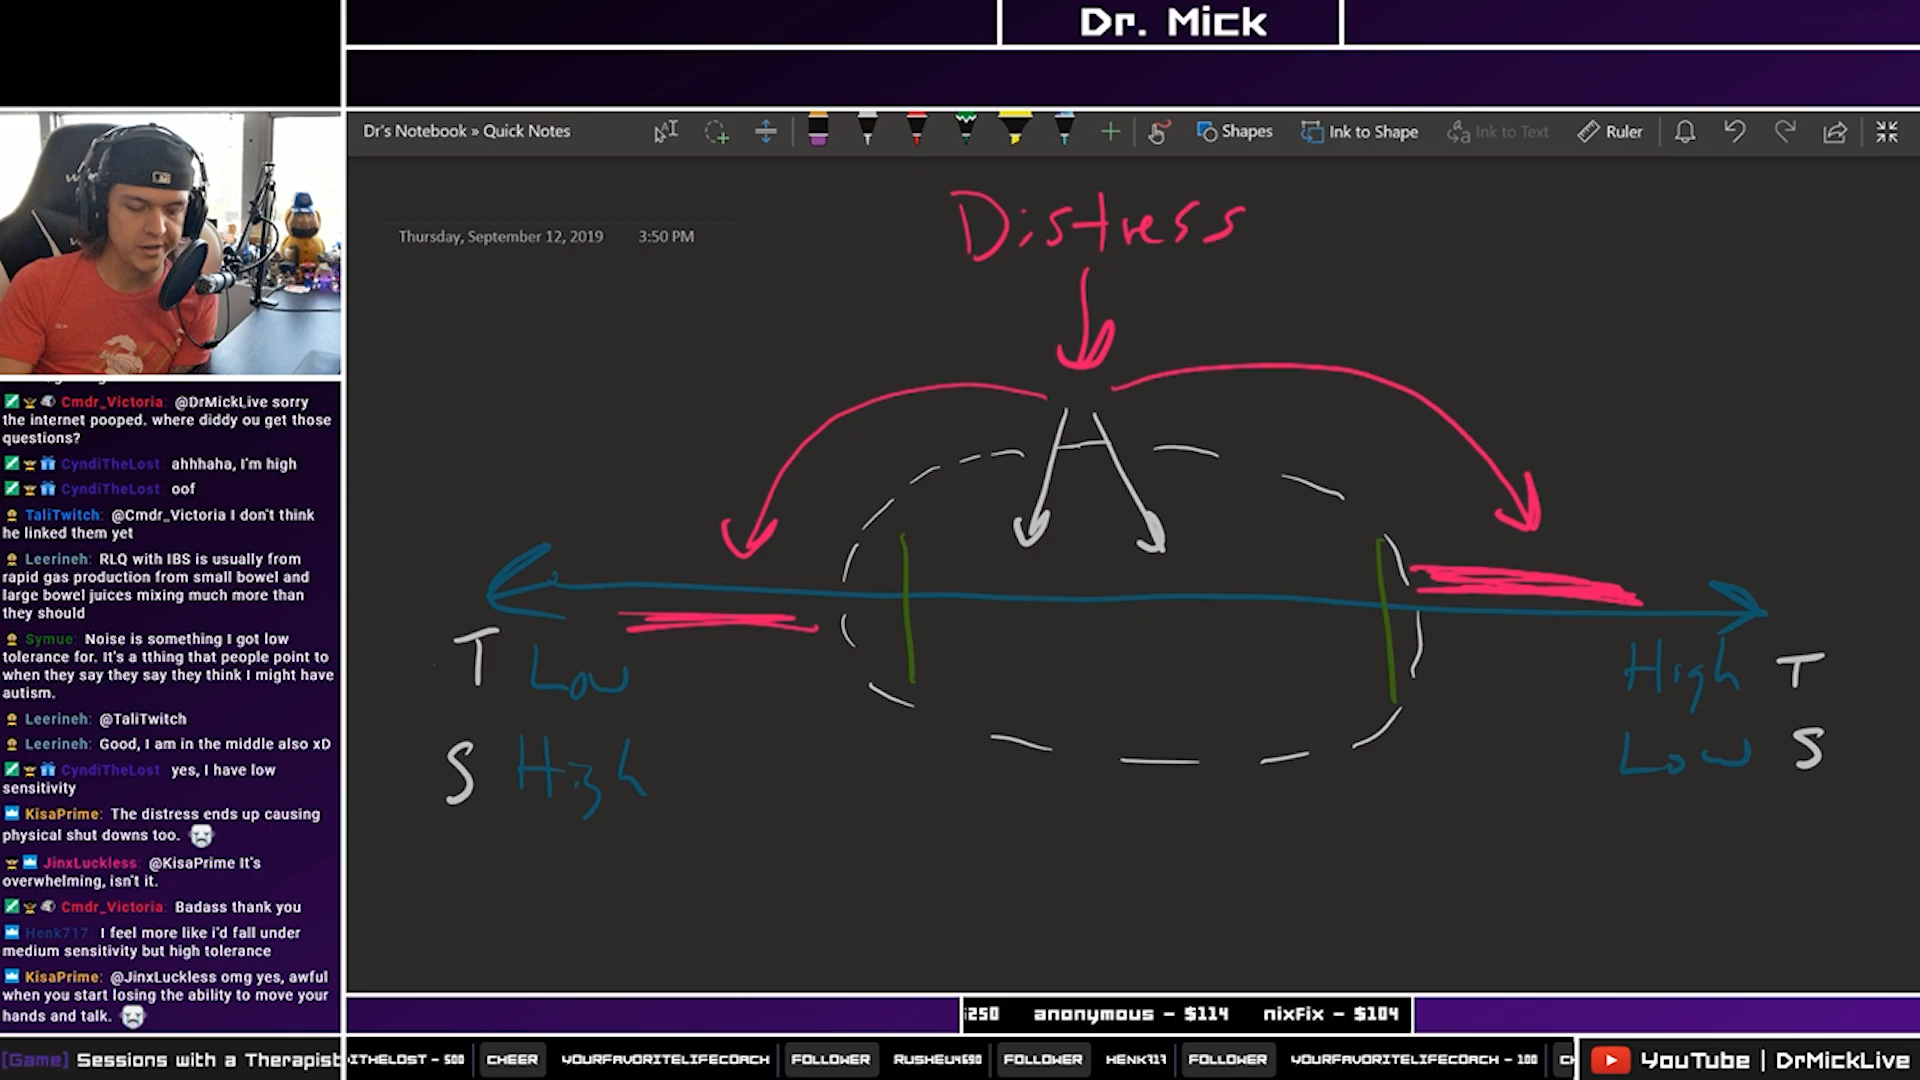 Dr. Mick
Dr's Notebook » Quick Notes
Shapes
Ink to Shape
Ink to Text
Ruler
Thursday, September 12, 2019 3:50 PM
Distress
T Low
S High
High T
Low S
Cmdr_Victoria: @DrMickLive sorry
the internet pooped. where diddy ou get those
questions?
CyndiTheLost: ahhhaha, I'm high
CyndiTheLost: oof
TaliTwitch: @Cmdr_Victoria I don't think
he linked them yet
Leerineh: RLQ with IBS is usually from
rapid gas production from small bowel and
large bowel juices mixing much more than
they should
Symue: Noise is something I got low
tolerance for. It's a tthing that people point to
when they say they say they think I might have
autism.
Leerineh: @TaliTwitch
Leerineh: Good, I am in the middle also xD
CyndiTheLost: yes, I have low
sensitivity
KisaPrime: The distress ends up causing
physical shut downs too.
JinxLuckless: @KisaPrime It's
overwhelming, isn't it.
Cmdr_Victoria: Badass thank you
Henk717: I feel more like i'd fall under
medium sensitivity but high tolerance
KisaPrime: @JinxLuckless omg yes, awful
when you start losing the ability to move your
hands and talk.
250 anonymous - $114 nixFix - $104
[Game] Sessions with a Therapist
ITHELOST - 500 CHEER YOURFAVORITELIFECOACH FOLLOWER RUSHEU4690 FOLLOWER HENK717 FOLLOWER YOURFAVORITELIFECOACH - 100 CH
YouTube | DrMickLive